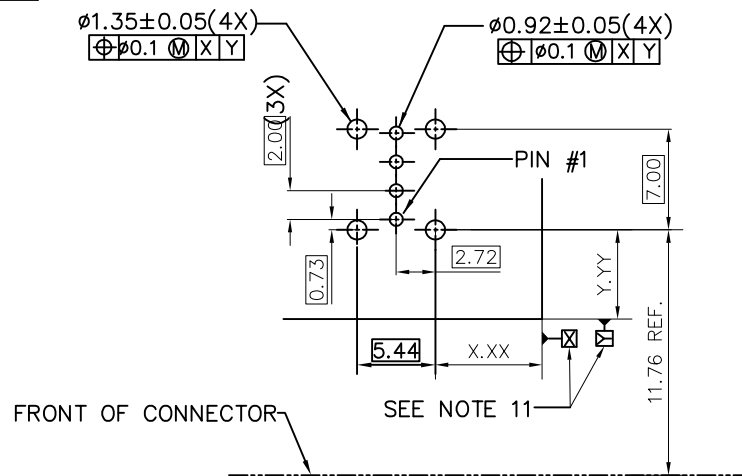 ø1.35±0.05(4X)
⌖ ø0.1 Ⓜ X Y
ø0.92±0.05(4X)
⌖ ø0.1 Ⓜ X Y
2.00(3X)
PIN #1
7.00
0.73
2.72
Y.YY
5.44
X.XX
X
Y
11.76 REF.
SEE NOTE 11
FRONT OF CONNECTOR